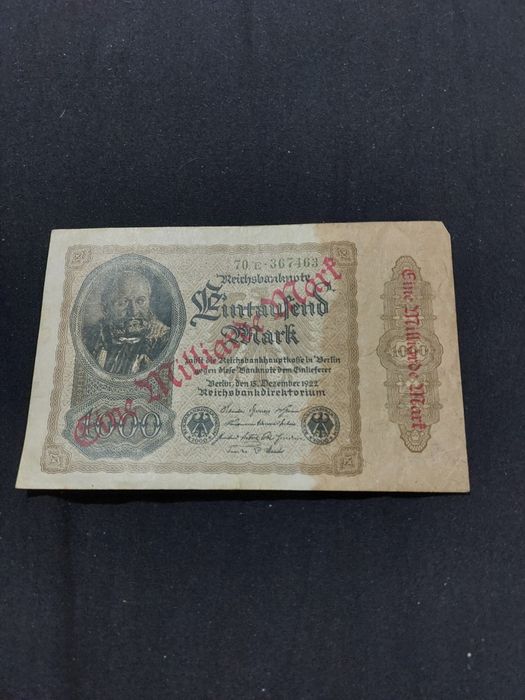 70 E·367463
Reichsbanknote
Eintausend
Mark
zahlt die Reichsbankhauptkasse in Berlin
gegen diese Banknote dem Einlieferer
Berlin, den 15. Dezember 1922
Reichsbankdirektorium
1000
Eine Milliarde Mark
Eine Milliarde Mark
1000